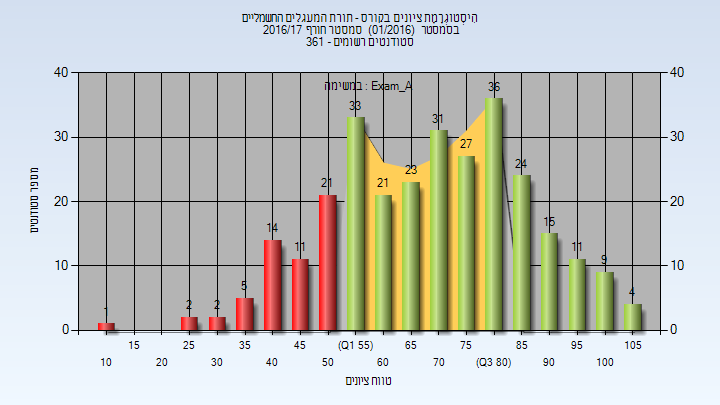 היסטוגרמת ציונים בקורס - תורת המעגלים החשמליים
בסמסטר (01/2016) סמסטר חורף 2016/17
סטודנטים רשומים - 361
במשימה : Exam_A
40 40
30 30
20 20
10 10
0 0
מספר סטודנטים
1 2 2 5 14 11 21 33 21 23 31 27 36 24 15 11 9 4
15 25 35 45 (Q1 55) 65 75 85 95 105
10 20 30 40 50 60 70 (Q3 80) 90 100
טווח ציונים